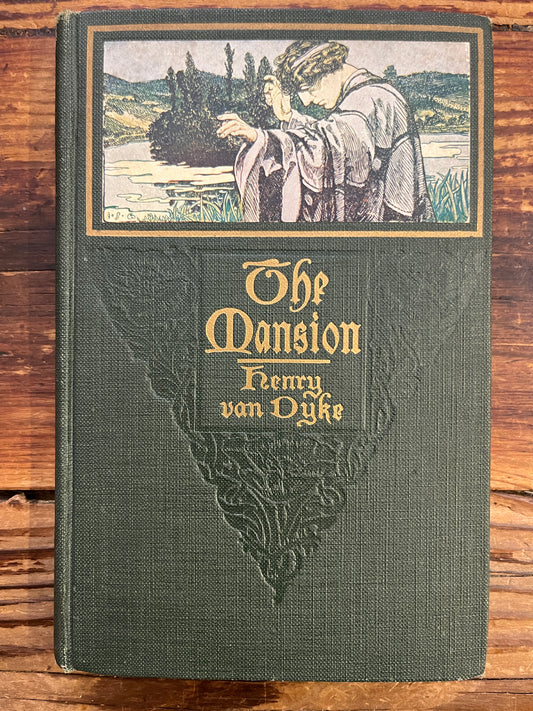 The
Mansion
Henry
van Dyke